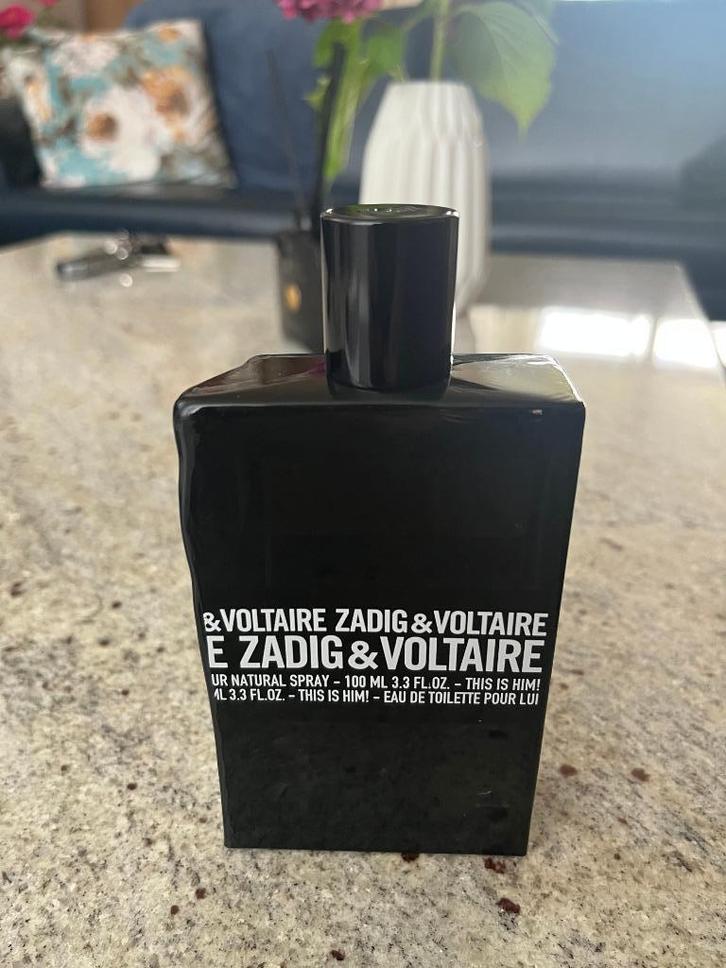 &VOLTAIRE ZADIG&VOLTAIRE
E ZADIG&VOLTAIRE
UR NATURAL SPRAY – 100 ML 3.3 FL.OZ. – THIS IS HIM!
ML 3.3 FL.OZ. – THIS IS HIM! – EAU DE TOILETTE POUR LUI